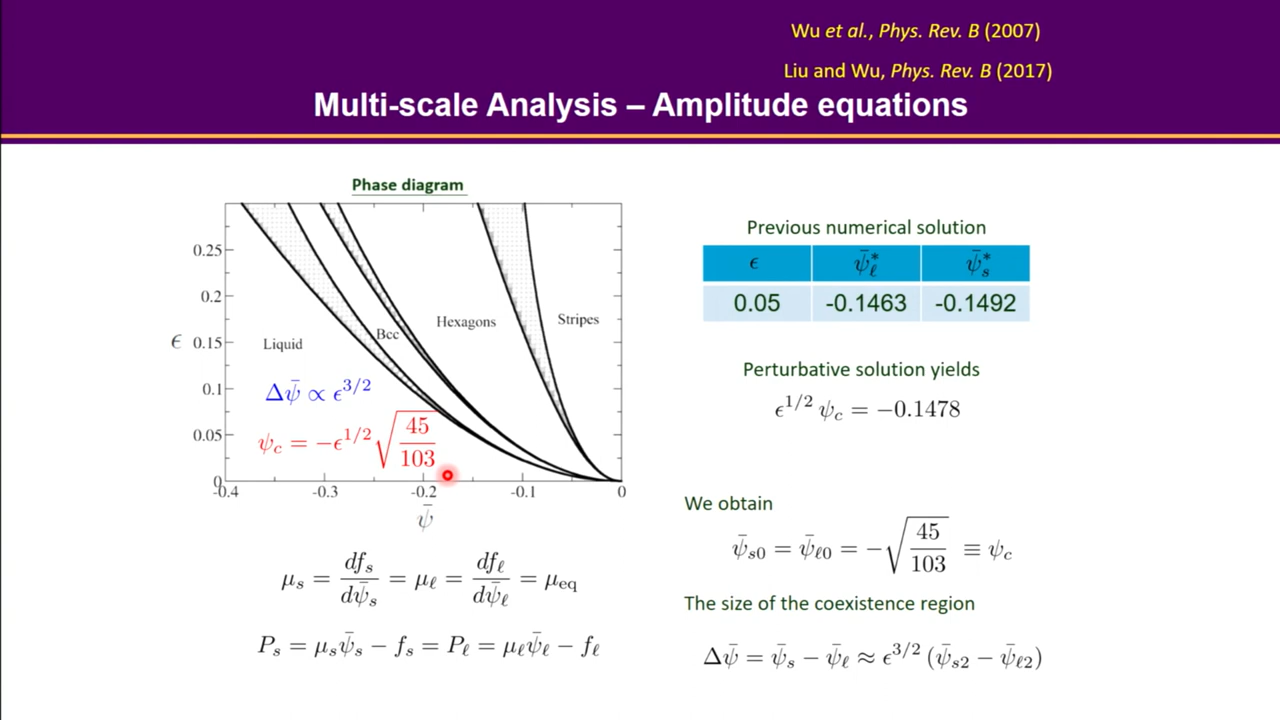 Wu et al., Phys. Rev. B (2007)
Liu and Wu, Phys. Rev. B (2017)
Multi-scale Analysis – Amplitude equations
Phase diagram
0.25
0.2
ϵ 0.15
0.1
0.05
0
-0.4 -0.3 -0.2 -0.1 0
ψ̄
Liquid
Bcc
Hexagons
Stripes
Δψ̄ ∝ ϵ^{3/2}
ψ_c = −ϵ^{1/2} √(45/103)
μ_s = df_s/dψ̄_s = μ_ℓ = df_ℓ/dψ̄_ℓ = μ_eq
P_s = μ_s ψ̄_s − f_s = P_ℓ = μ_ℓ ψ̄_ℓ − f_ℓ
Previous numerical solution
ϵ ψ̄_ℓ^* ψ̄_s^*
0.05 -0.1463 -0.1492
Perturbative solution yields
ϵ^{1/2} ψ_c = −0.1478
We obtain
ψ̄_{s0} = ψ̄_{ℓ0} = −√(45/103) ≡ ψ_c
The size of the coexistence region
Δψ̄ = ψ̄_s − ψ̄_ℓ ≈ ϵ^{3/2} (ψ̄_{s2} − ψ̄_{ℓ2})